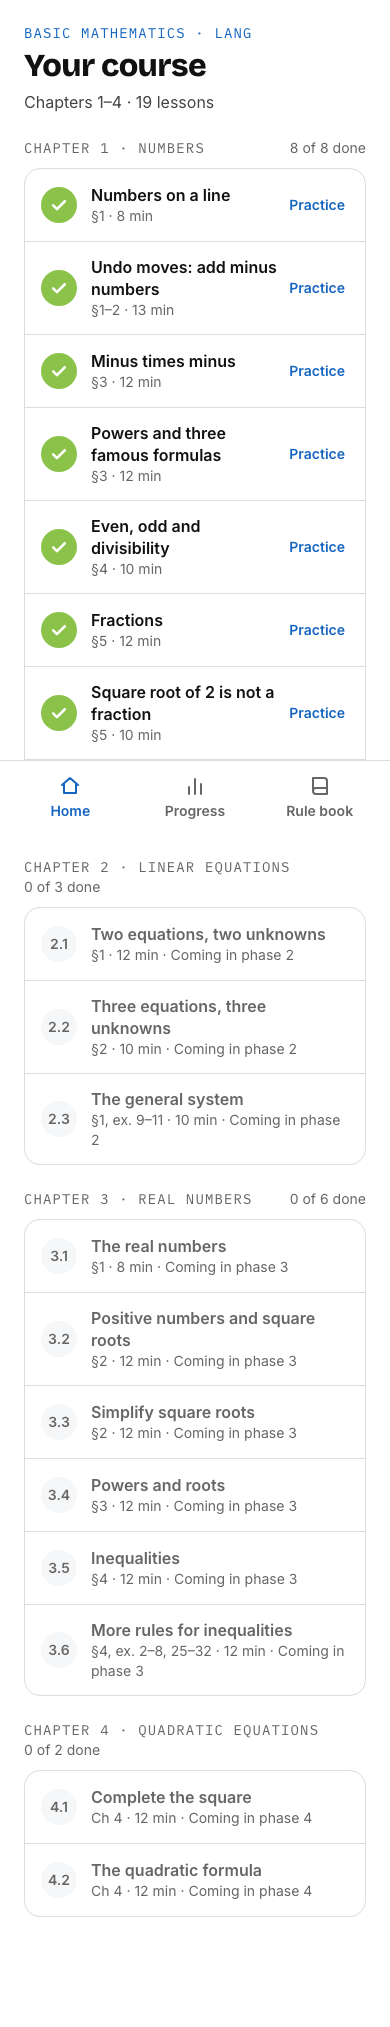 BASIC MATHEMATICS · LANG
Your course
Chapters 1–4 · 19 lessons
CHAPTER 1 · NUMBERS 8 of 8 done
Numbers on a line
§1 · 8 min
Practice
Undo moves: add minus
numbers
§1–2 · 13 min
Practice
Minus times minus
§3 · 12 min
Practice
Powers and three
famous formulas
§3 · 12 min
Practice
Even, odd and
divisibility
§4 · 10 min
Practice
Fractions
§5 · 12 min
Practice
Square root of 2 is not a
fraction
§5 · 10 min
Practice
Home Progress Rule book
CHAPTER 2 · LINEAR EQUATIONS
0 of 3 done
2.1 Two equations, two unknowns
§1 · 12 min · Coming in phase 2
2.2 Three equations, three
unknowns
§2 · 10 min · Coming in phase 2
2.3 The general system
§1, ex. 9–11 · 10 min · Coming in phase
2
CHAPTER 3 · REAL NUMBERS 0 of 6 done
3.1 The real numbers
§1 · 8 min · Coming in phase 3
3.2 Positive numbers and square
roots
§2 · 12 min · Coming in phase 3
3.3 Simplify square roots
§2 · 12 min · Coming in phase 3
3.4 Powers and roots
§3 · 12 min · Coming in phase 3
3.5 Inequalities
§4 · 12 min · Coming in phase 3
3.6 More rules for inequalities
§4, ex. 2–8, 25–32 · 12 min · Coming in
phase 3
CHAPTER 4 · QUADRATIC EQUATIONS
0 of 2 done
4.1 Complete the square
Ch 4 · 12 min · Coming in phase 4
4.2 The quadratic formula
Ch 4 · 12 min · Coming in phase 4